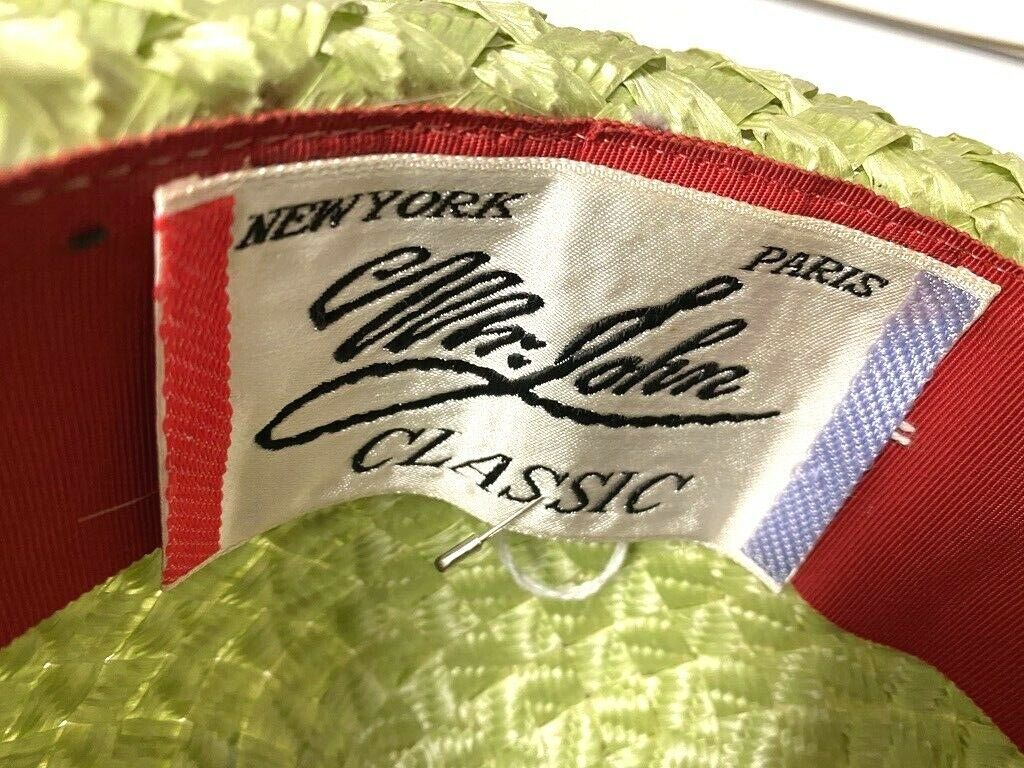 NEW YORK
PARIS
Mr. John
CLASSIC